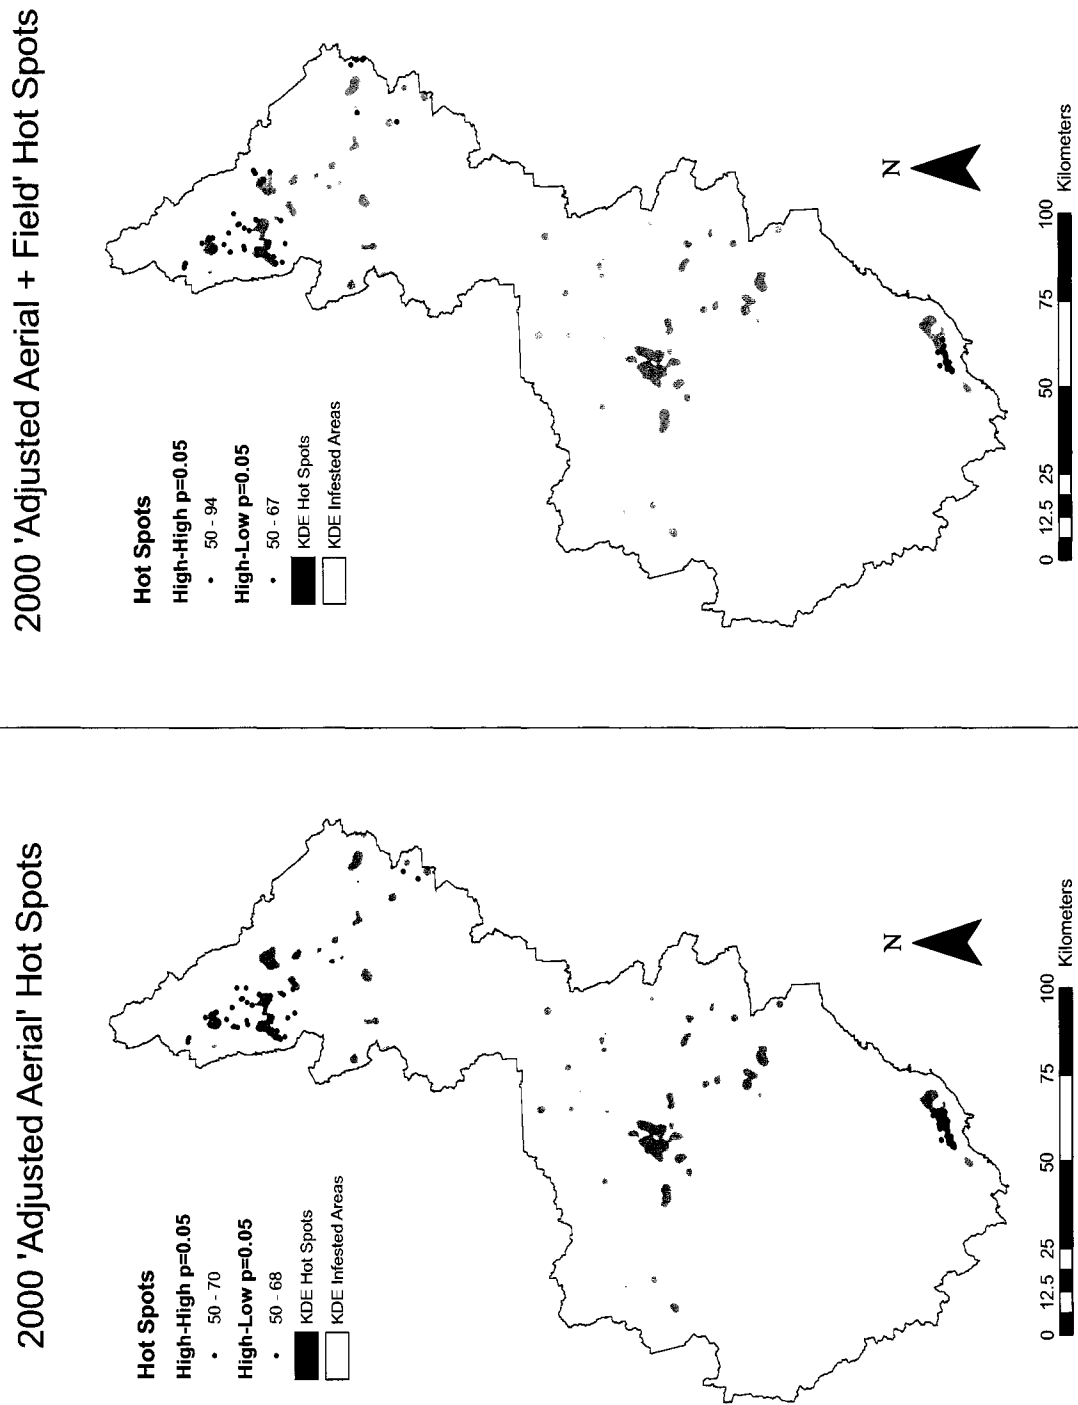 2000 'Adjusted Aerial' Hot Spots
Hot Spots
High-High p=0.05
50 - 70
High-Low p=0.05
50 - 68
KDE Hot Spots
KDE Infested Areas
N
0 12.5 25 50 75 100
Kilometers
2000 'Adjusted Aerial + Field' Hot Spots
Hot Spots
High-High p=0.05
50 - 94
High-Low p=0.05
50 - 67
KDE Hot Spots
KDE Infested Areas
N
0 12.5 25 50 75 100
Kilometers